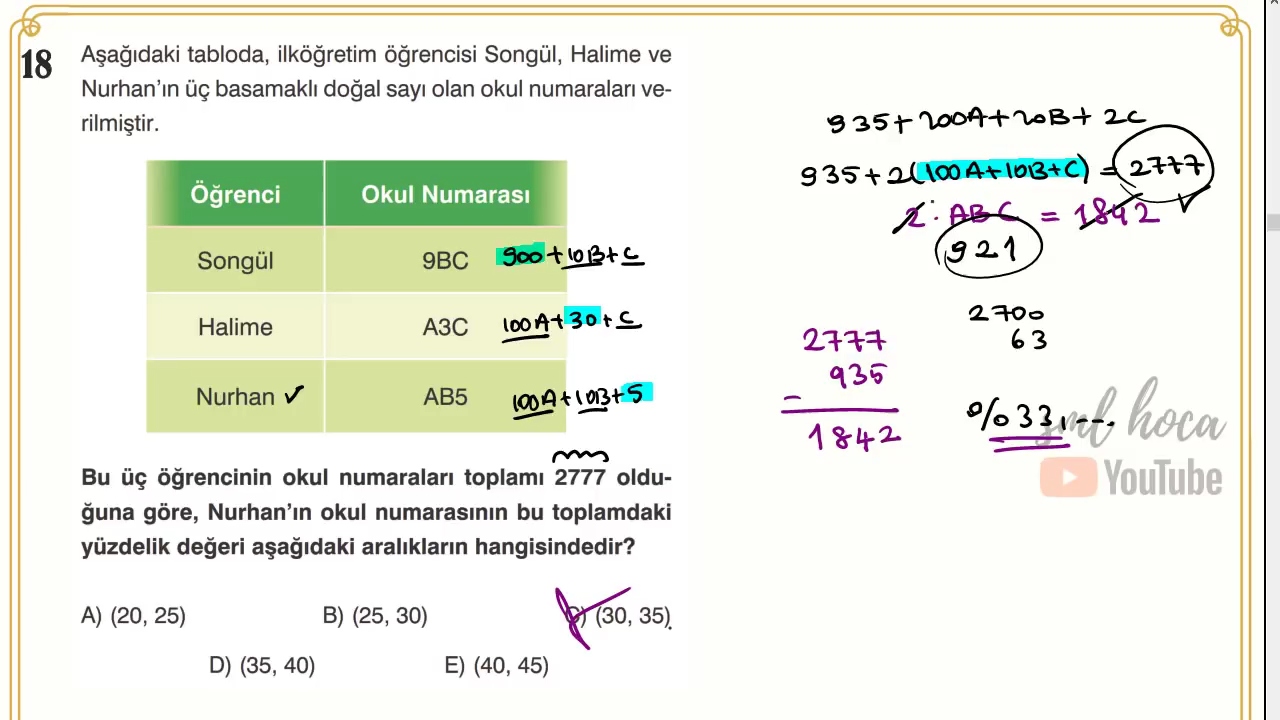 18
Aşağıdaki tabloda, ilköğretim öğrencisi Songül, Halime ve
Nurhan'ın üç basamaklı doğal sayı olan okul numaraları ve-
rilmiştir.
Öğrenci Okul Numarası
Songül 9BC 900+10B+C
Halime A3C 100A+30+C
Nurhan ✓ AB5 100A+10B+5
Bu üç öğrencinin okul numaraları toplamı 2777 oldu-
ğuna göre, Nurhan'ın okul numarasının bu toplamdaki
yüzdelik değeri aşağıdaki aralıkların hangisindedir?
A) (20, 25) B) (25, 30) C) (30, 35)
D) (35, 40) E) (40, 45)
935+200A+20B+2C
935+2(100A+10B+C) = 2777
2·ABC = 1842 ✓
921
2700
63
2777
935
-
1842
%33,...
sml hoca
YouTube